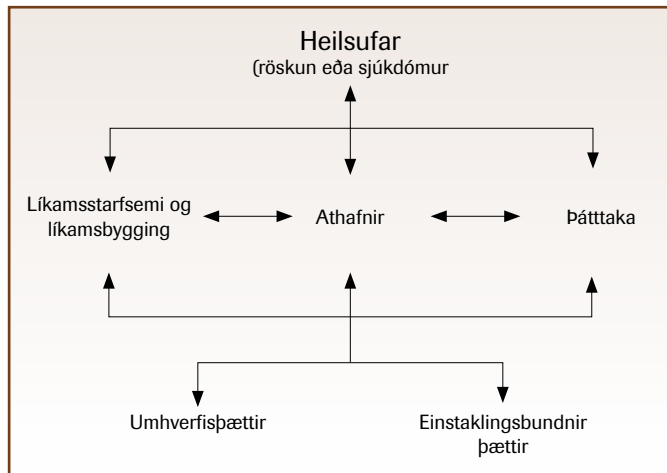 Heilsufar
(röskun eða sjúkdómur
Líkamsstarfsemi og
líkamsbygging
Athafnir
Þátttaka
Umhverfisþættir
Einstaklingsbundnir
þættir